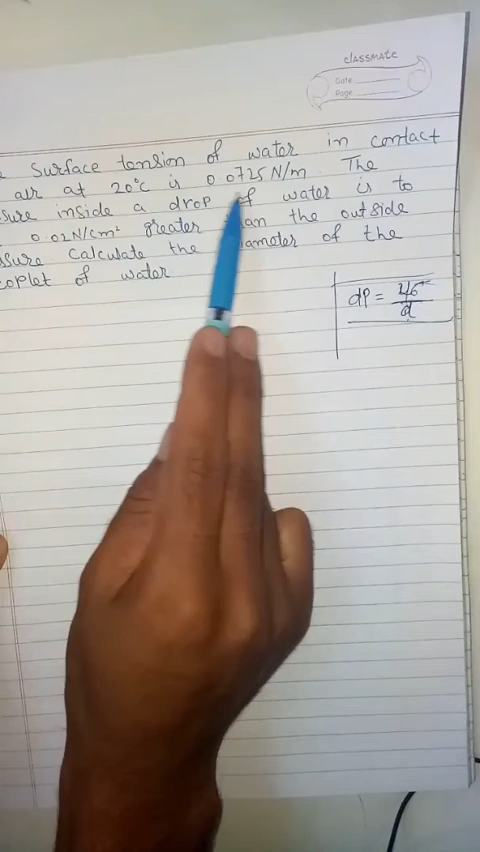 classmate
Date
Page
Surface tension of water in contact
air at 20°C is 0.0725 N/m. The
sure inside a drop of water is to
0.02N/cm² greater than the outside
ssure Calculate the diameter of the
oplet of water
dp = 4σ/d